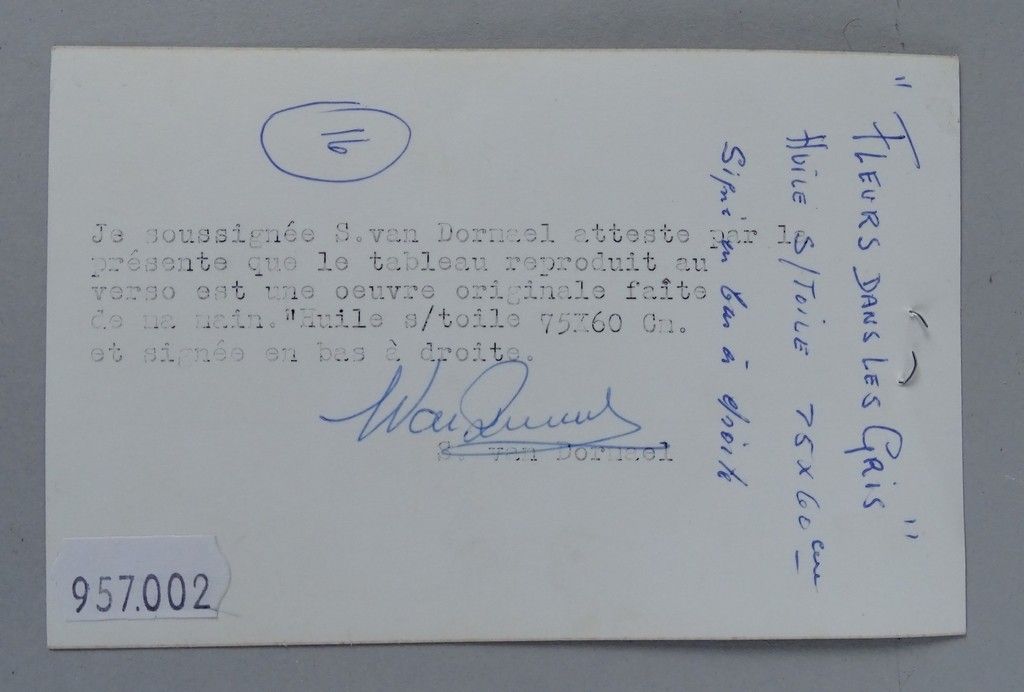 16
Je soussignée S.van Dornael atteste par la
présente que le tableau reproduit au
verso est une oeuvre originale faite
de ma main."Huile s/toile 75X60 Cm.
et signée en bas à droite.
S. van Dornael
957.002
" FLEURS DANS LES GRIS "
HUILE S/TOILE 75 x 60 cm
Signé en bas à droite